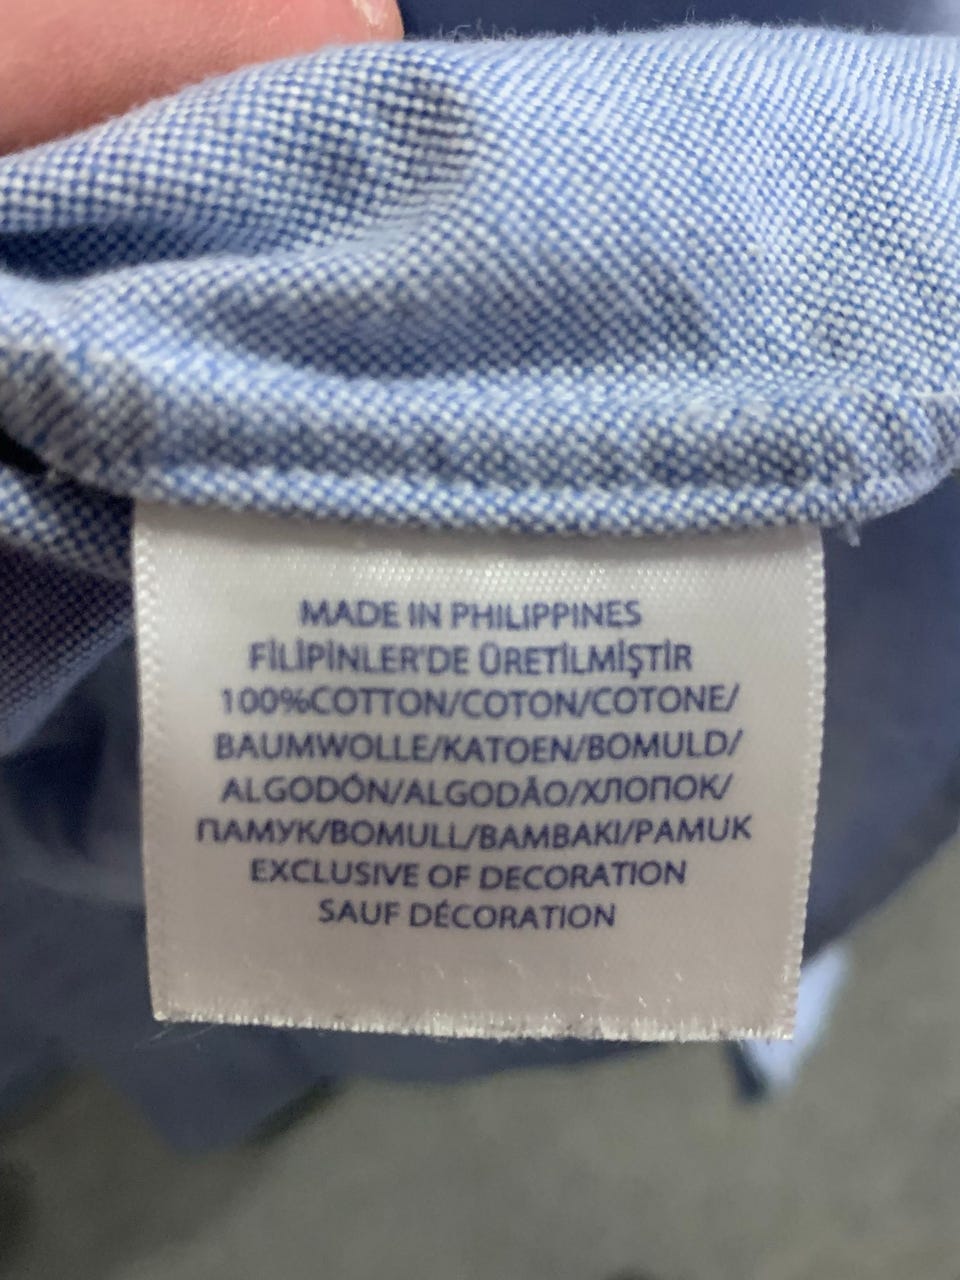 MADE IN PHILIPPINES
FİLİPİNLER'DE ÜRETİLMİŞTİR
100%COTTON/COTON/COTONE/
BAUMWOLLE/KATOEN/BOMULD/
ALGODÓN/ALGODÃO/ХЛОПОК/
ПАМУК/BOMULL/BAMBAKI/PAMUK
EXCLUSIVE OF DECORATION
SAUF DÉCORATION